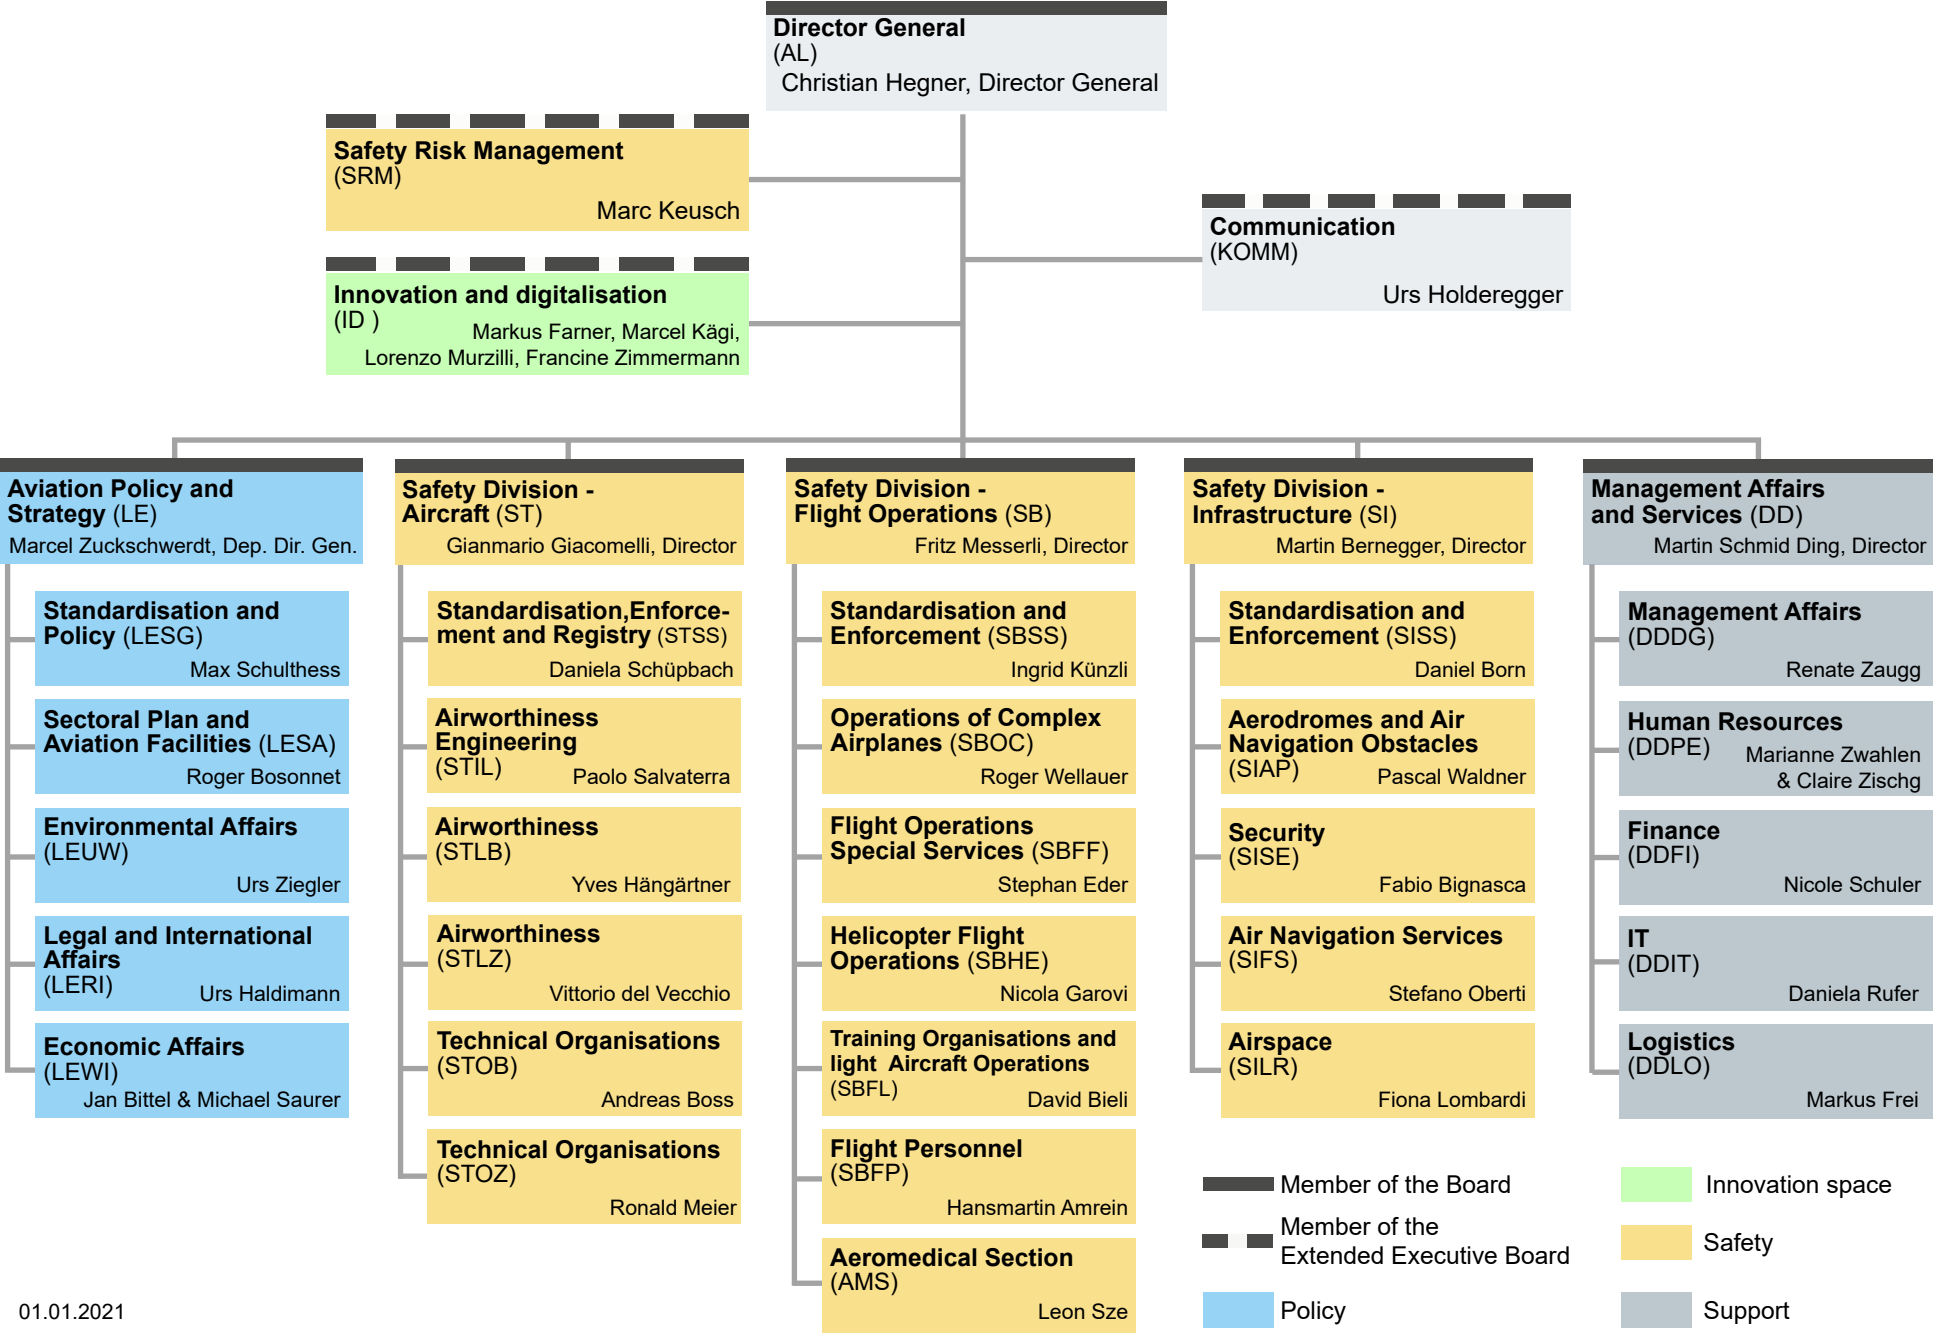 Director General
(AL)
Christian Hegner, Director General
Safety Risk Management
(SRM)
Marc Keusch
Communication
(KOMM)
Urs Holderegger
Innovation and digitalisation
(ID )
Markus Farner, Marcel Kägi,
Lorenzo Murzilli, Francine Zimmermann
Aviation Policy and
Strategy (LE)
Marcel Zuckschwerdt, Dep. Dir. Gen.
Standardisation and
Policy (LESG)
Max Schulthess
Sectoral Plan and
Aviation Facilities (LESA)
Roger Bosonnet
Environmental Affairs
(LEUW)
Urs Ziegler
Legal and International
Affairs
(LERI)
Urs Haldimann
Economic Affairs
(LEWI)
Jan Bittel & Michael Saurer
Safety Division -
Aircraft (ST)
Gianmario Giacomelli, Director
Standardisation,Enforce-
ment and Registry (STSS)
Daniela Schüpbach
Airworthiness
Engineering
(STIL)
Paolo Salvaterra
Airworthiness
(STLB)
Yves Hängärtner
Airworthiness
(STLZ)
Vittorio del Vecchio
Technical Organisations
(STOB)
Andreas Boss
Technical Organisations
(STOZ)
Ronald Meier
Safety Division -
Flight Operations (SB)
Fritz Messerli, Director
Standardisation and
Enforcement (SBSS)
Ingrid Künzli
Operations of Complex
Airplanes (SBOC)
Roger Wellauer
Flight Operations
Special Services (SBFF)
Stephan Eder
Helicopter Flight
Operations (SBHE)
Nicola Garovi
Training Organisations and
light Aircraft Operations
(SBFL)
David Bieli
Flight Personnel
(SBFP)
Hansmartin Amrein
Aeromedical Section
(AMS)
Leon Sze
Safety Division -
Infrastructure (SI)
Martin Bernegger, Director
Standardisation and
Enforcement (SISS)
Daniel Born
Aerodromes and Air
Navigation Obstacles
(SIAP)
Pascal Waldner
Security
(SISE)
Fabio Bignasca
Air Navigation Services
(SIFS)
Stefano Oberti
Airspace
(SILR)
Fiona Lombardi
Management Affairs
and Services (DD)
Martin Schmid Ding, Director
Management Affairs
(DDDG)
Renate Zaugg
Human Resources
(DDPE)
Marianne Zwahlen
& Claire Zischg
Finance
(DDFI)
Nicole Schuler
IT
(DDIT)
Daniela Rufer
Logistics
(DDLO)
Markus Frei
Member of the Board
Member of the
Extended Executive Board
Policy
Innovation space
Safety
Support
01.01.2021